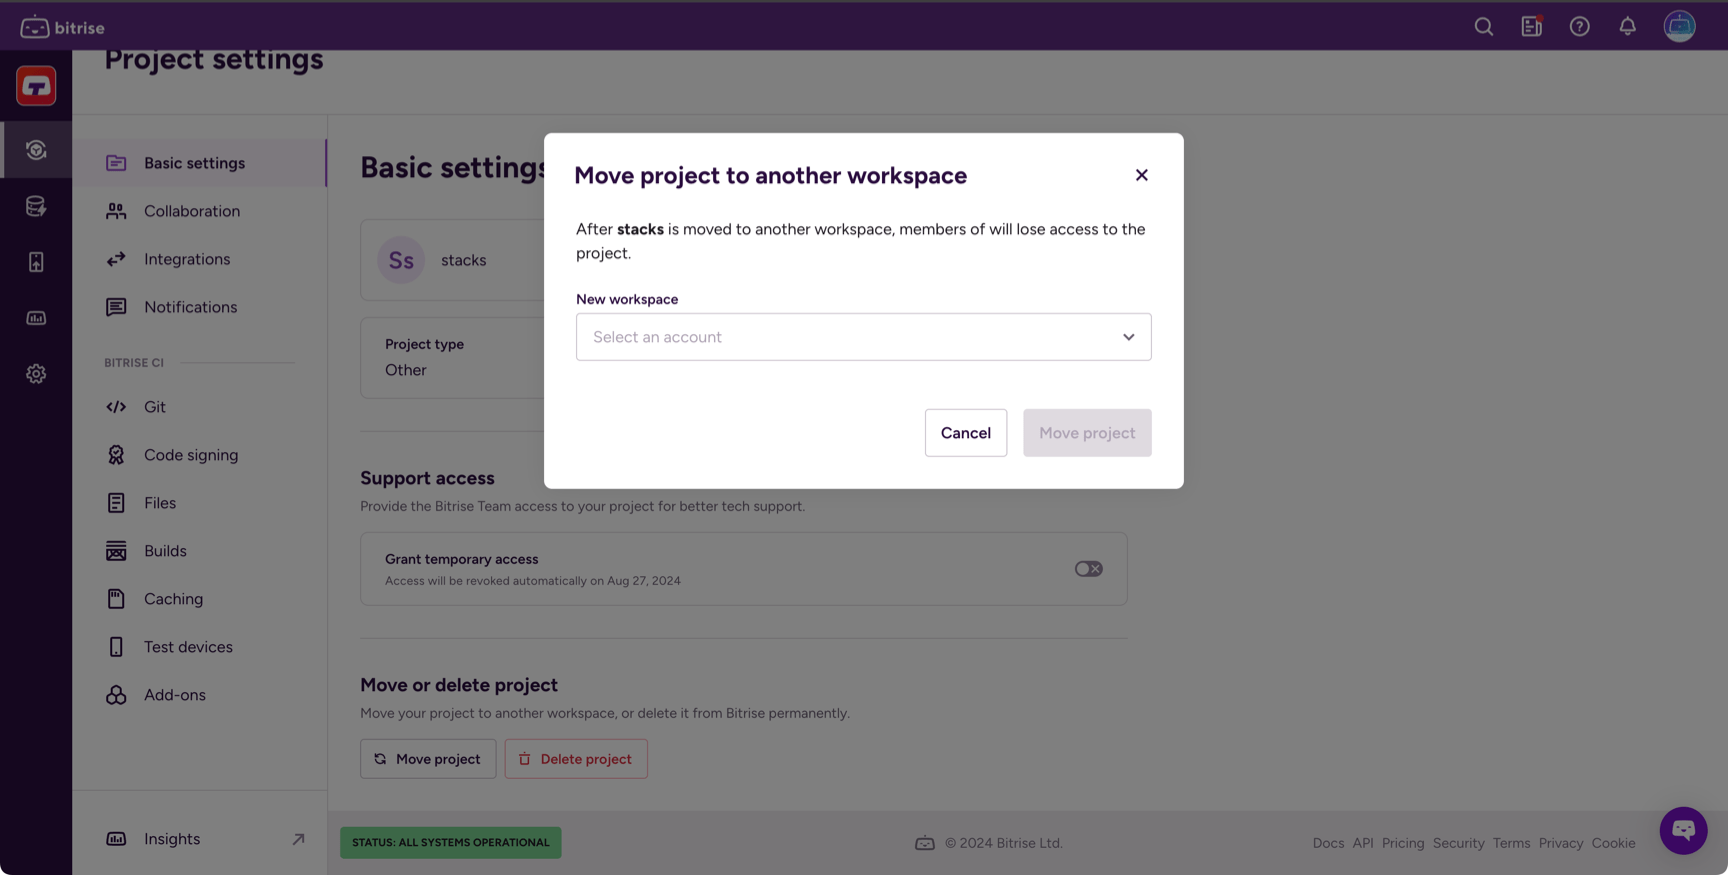 bitrise
Project settings
Basic settings
Collaboration
Integrations
Notifications
BITRISE CI
Git
Code signing
Files
Builds
Caching
Test devices
Add-ons
Insights
Basic settings
Ss
stacks
Project type
Other
Move project to another workspace
After stacks is moved to another workspace, members of will lose access to the
project.
New workspace
Select an account
Cancel
Move project
Support access
Provide the Bitrise Team access to your project for better tech support.
Grant temporary access
Access will be revoked automatically on Aug 27, 2024
Move or delete project
Move your project to another workspace, or delete it from Bitrise permanently.
Move project
Delete project
STATUS: ALL SYSTEMS OPERATIONAL
© 2024 Bitrise Ltd.
Docs API Pricing Security Terms Privacy Cookie